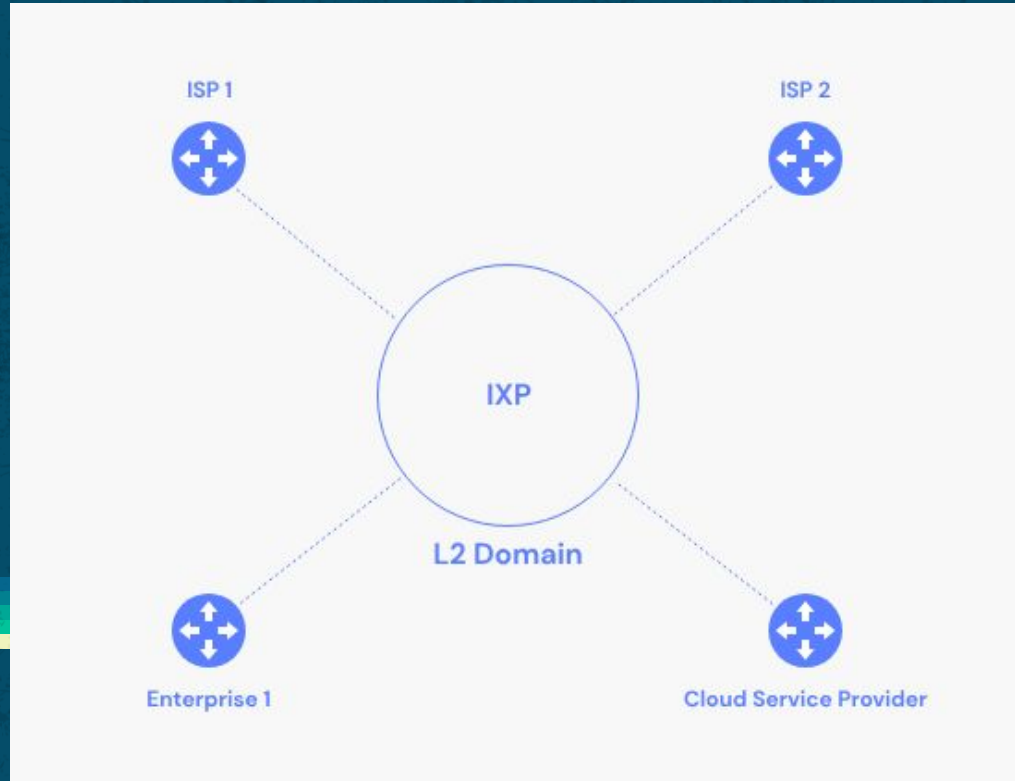 ISP 1
ISP 2
IXP
L2 Domain
Enterprise 1
Cloud Service Provider